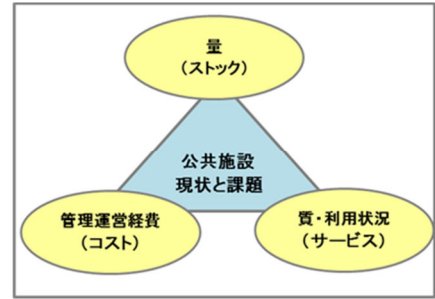 量
(ストック)
公共施設
現状と課題
管理運営経費
(コスト)
質・利用状況
(サービス)